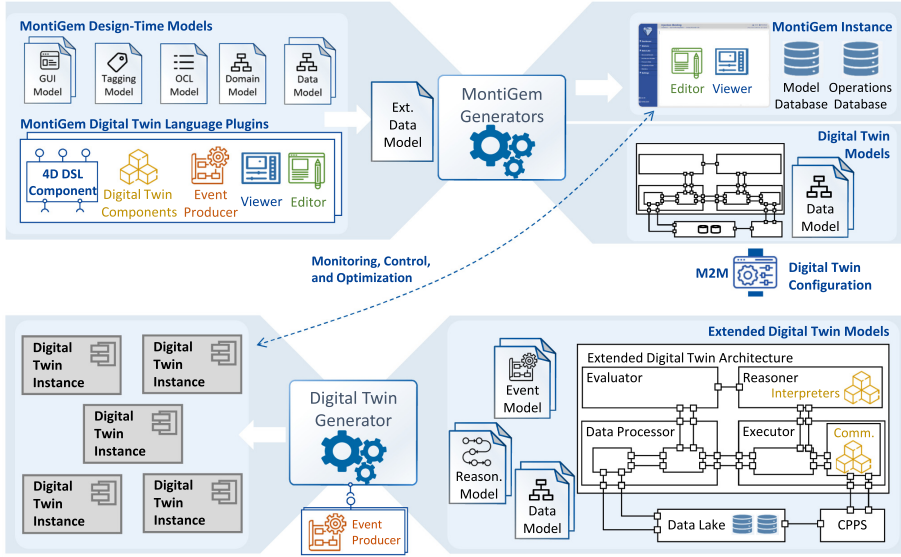 MontiGem Design-Time Models
GUI
Model
Tagging
Model
OCL
Model
Domain
Model
Data
Model
MontiGem Digital Twin Language Plugins
4D DSL
Component
Digital Twin
Components
Event
Producer
Viewer
Editor
Ext.
Data
Model
MontiGem
Generators
MontiGem Instance
Editor
Viewer
Model
Database
Operations
Database
Digital Twin
Models
Data
Model
M2M
Digital Twin
Configuration
Monitoring, Control,
and Optimization
Digital
Twin
Instance
Digital
Twin
Instance
Digital
Twin
Instance
Digital
Twin
Instance
Digital
Twin
Instance
Digital Twin
Generator
Event
Producer
Extended Digital Twin Models
Event
Model
Reason.
Model
Data
Model
Extended Digital Twin Architecture
Evaluator
Reasoner
Interpreters
Data Processor
Executor
Comm.
Data Lake
CPPS